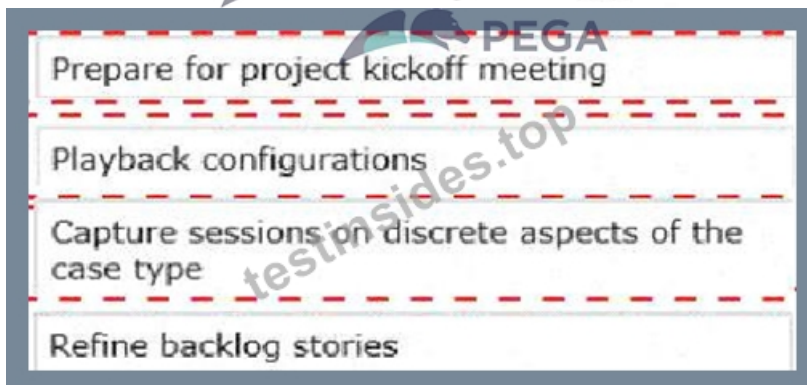 PEGA
Prepare for project kickoff meeting
Playback configurations
testinsides.top
Capture sessions on discrete aspects of the
case type
Refine backlog stories